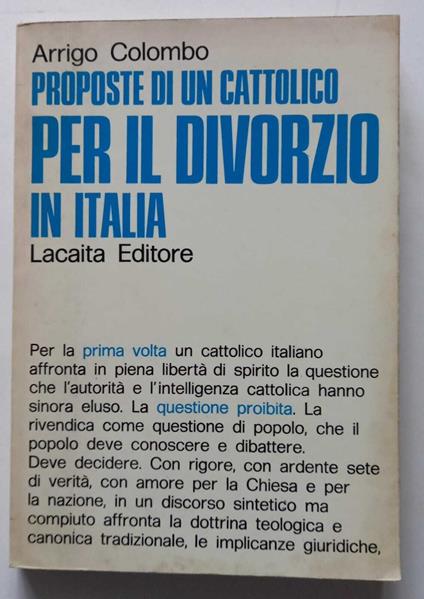 Arrigo Colombo
PROPOSTE DI UN CATTOLICO
PER IL DIVORZIO
IN ITALIA
Lacaita Editore
Per la prima volta un cattolico italiano
affronta in piena libertà di spirito la questione
che l'autorità e l'intelligenza cattolica hanno
sinora eluso. La questione proibita. La
rivendica come questione di popolo, che il
popolo deve conoscere e dibattere.
Deve decidere. Con rigore, con ardente sete
di verità, con amore per la Chiesa e per
la nazione, in un discorso sintetico ma
compiuto affronta la dottrina teologica e
canonica tradizionale, le implicanze giuridiche,